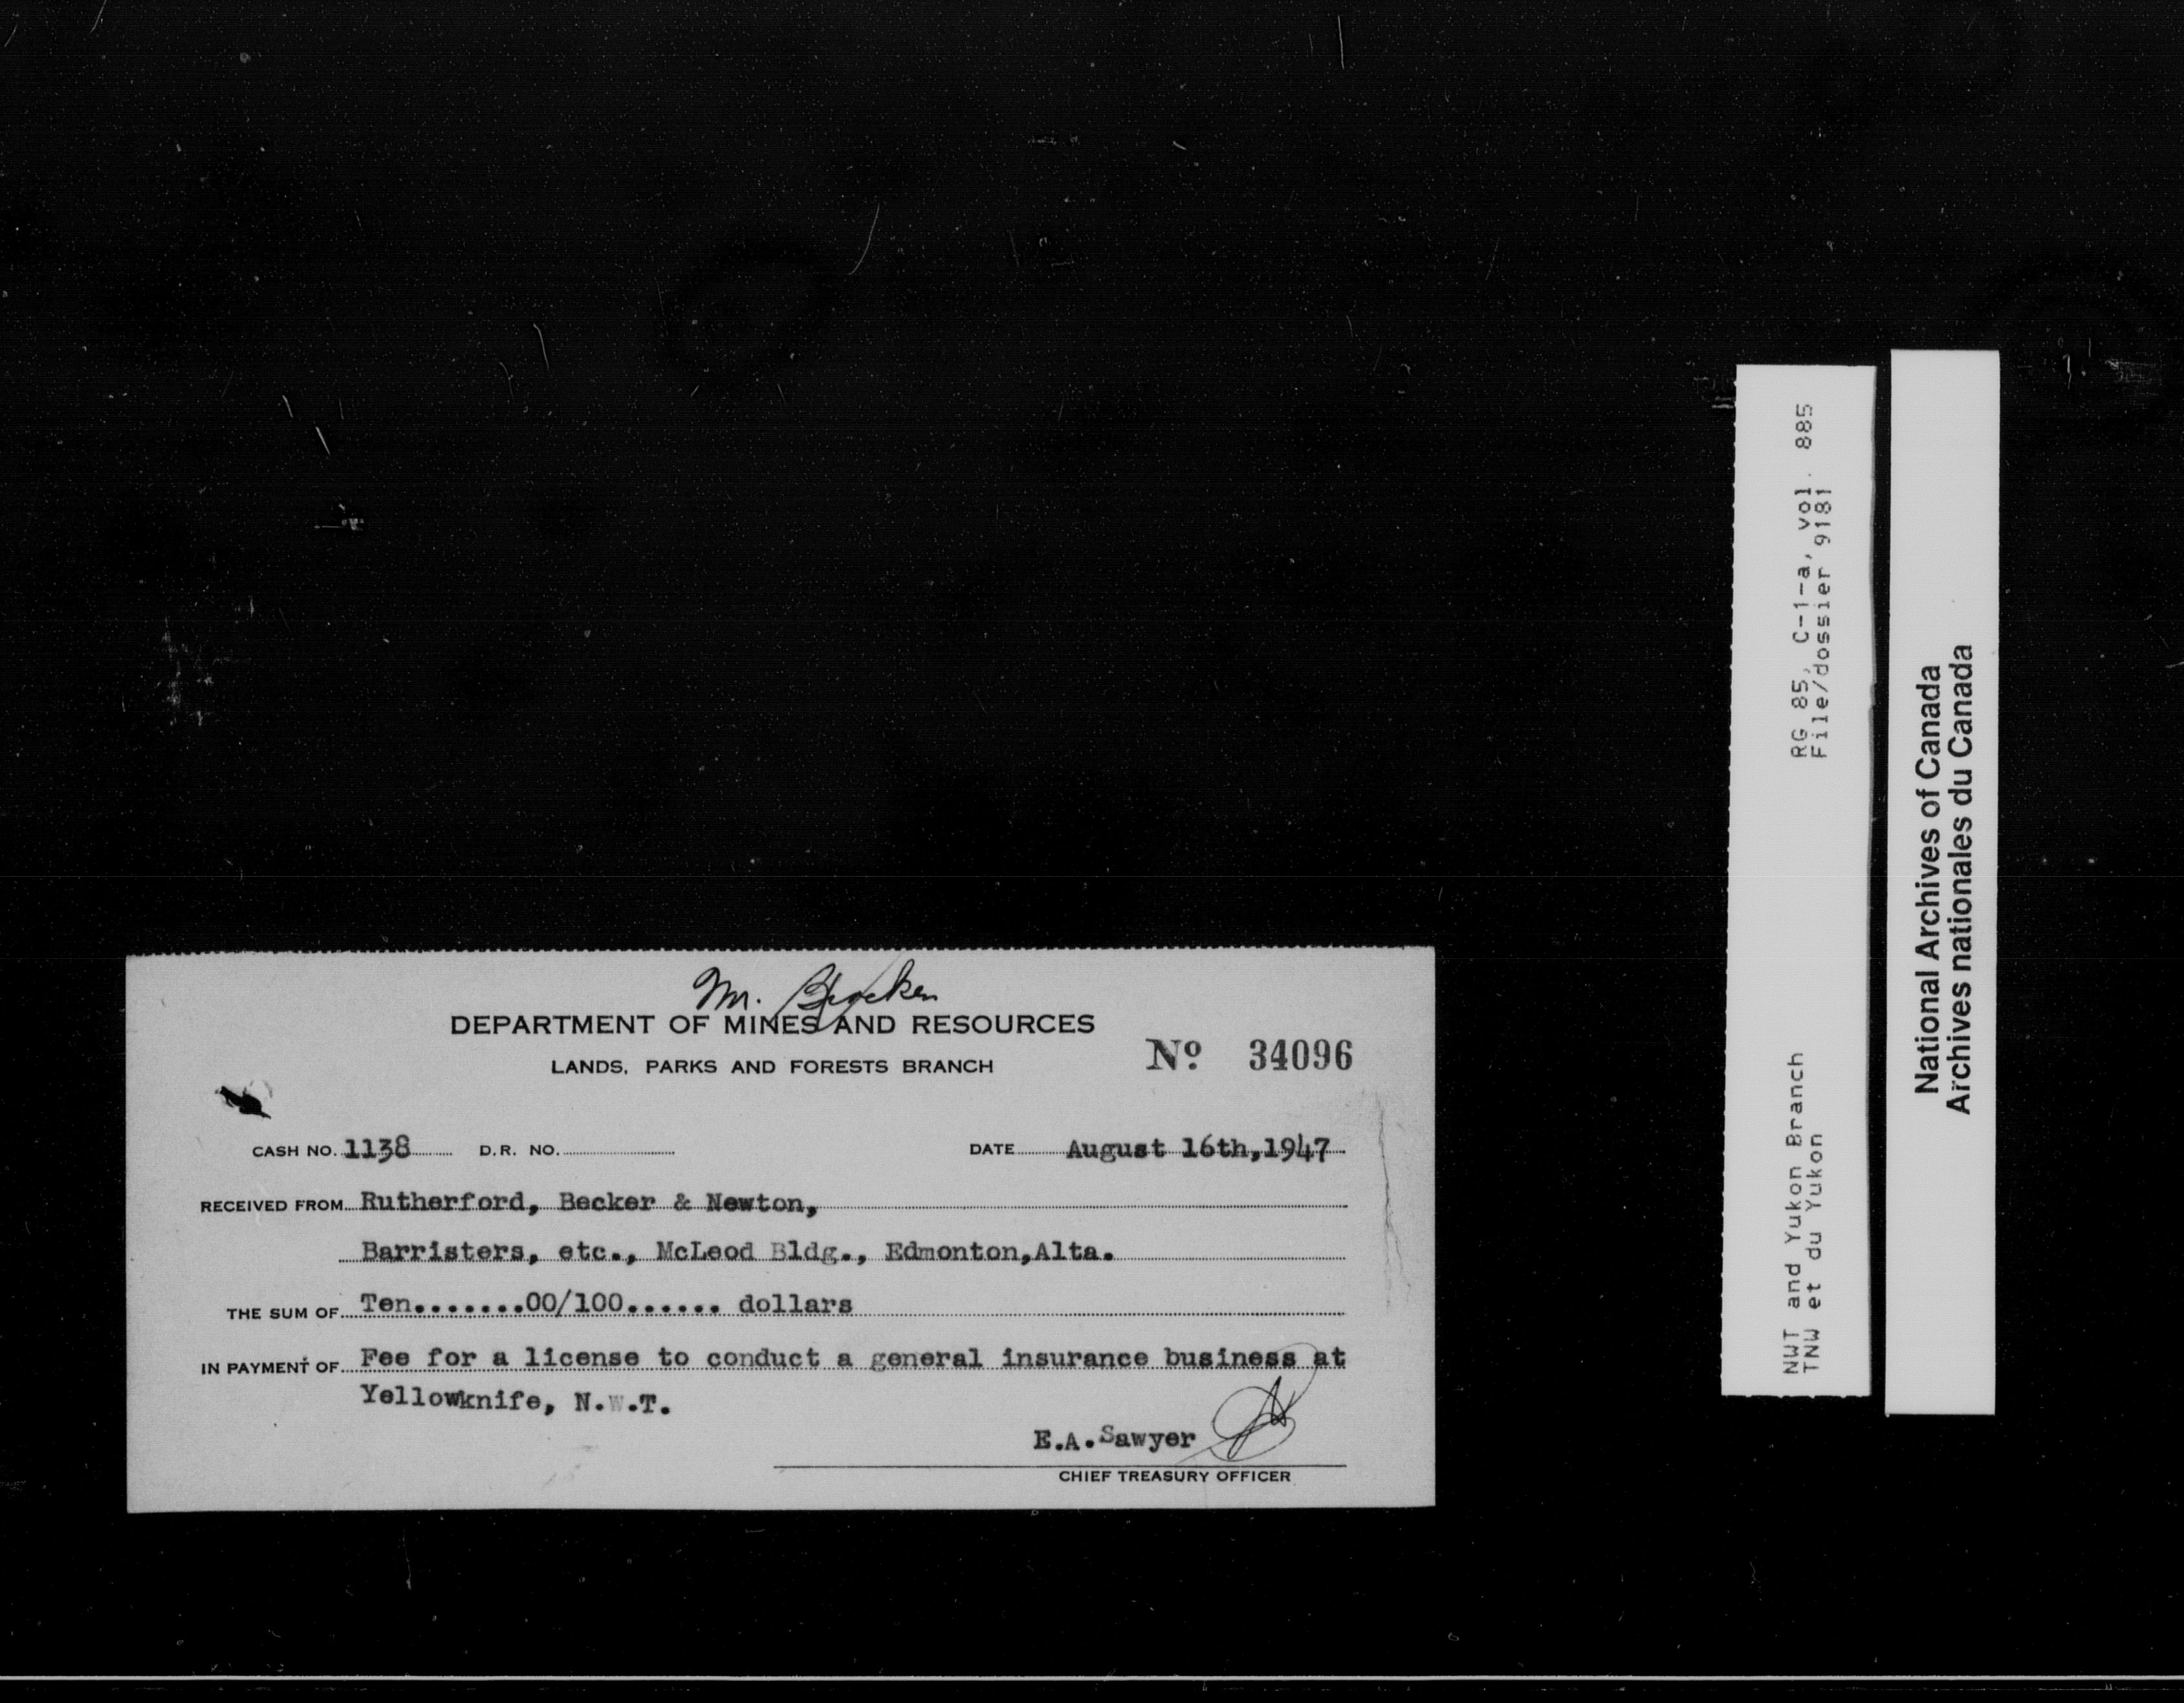 Mr.
DEPARTMENT OF MINES AND RESOURCES
LANDS, PARKS AND FORESTS BRANCH
No 34096
CASH NO. 1138 D.R. NO. DATE August 16th,1947
RECEIVED FROM Rutherford, Becker & Newton,
Barristers, etc., McLeod Bldg., Edmonton,Alta.
THE SUM OF Ten.......00/100...... dollars
IN PAYMENT OF Fee for a license to conduct a general insurance business at
Yellowknife, N.W.T.
E.A.Sawyer
CHIEF TREASURY OFFICER
NWT and Yukon Branch RG 85, C-1-a, vol. 885
TNW et du Yukon File/dossier 9181
National Archives of Canada
Archives nationales du Canada